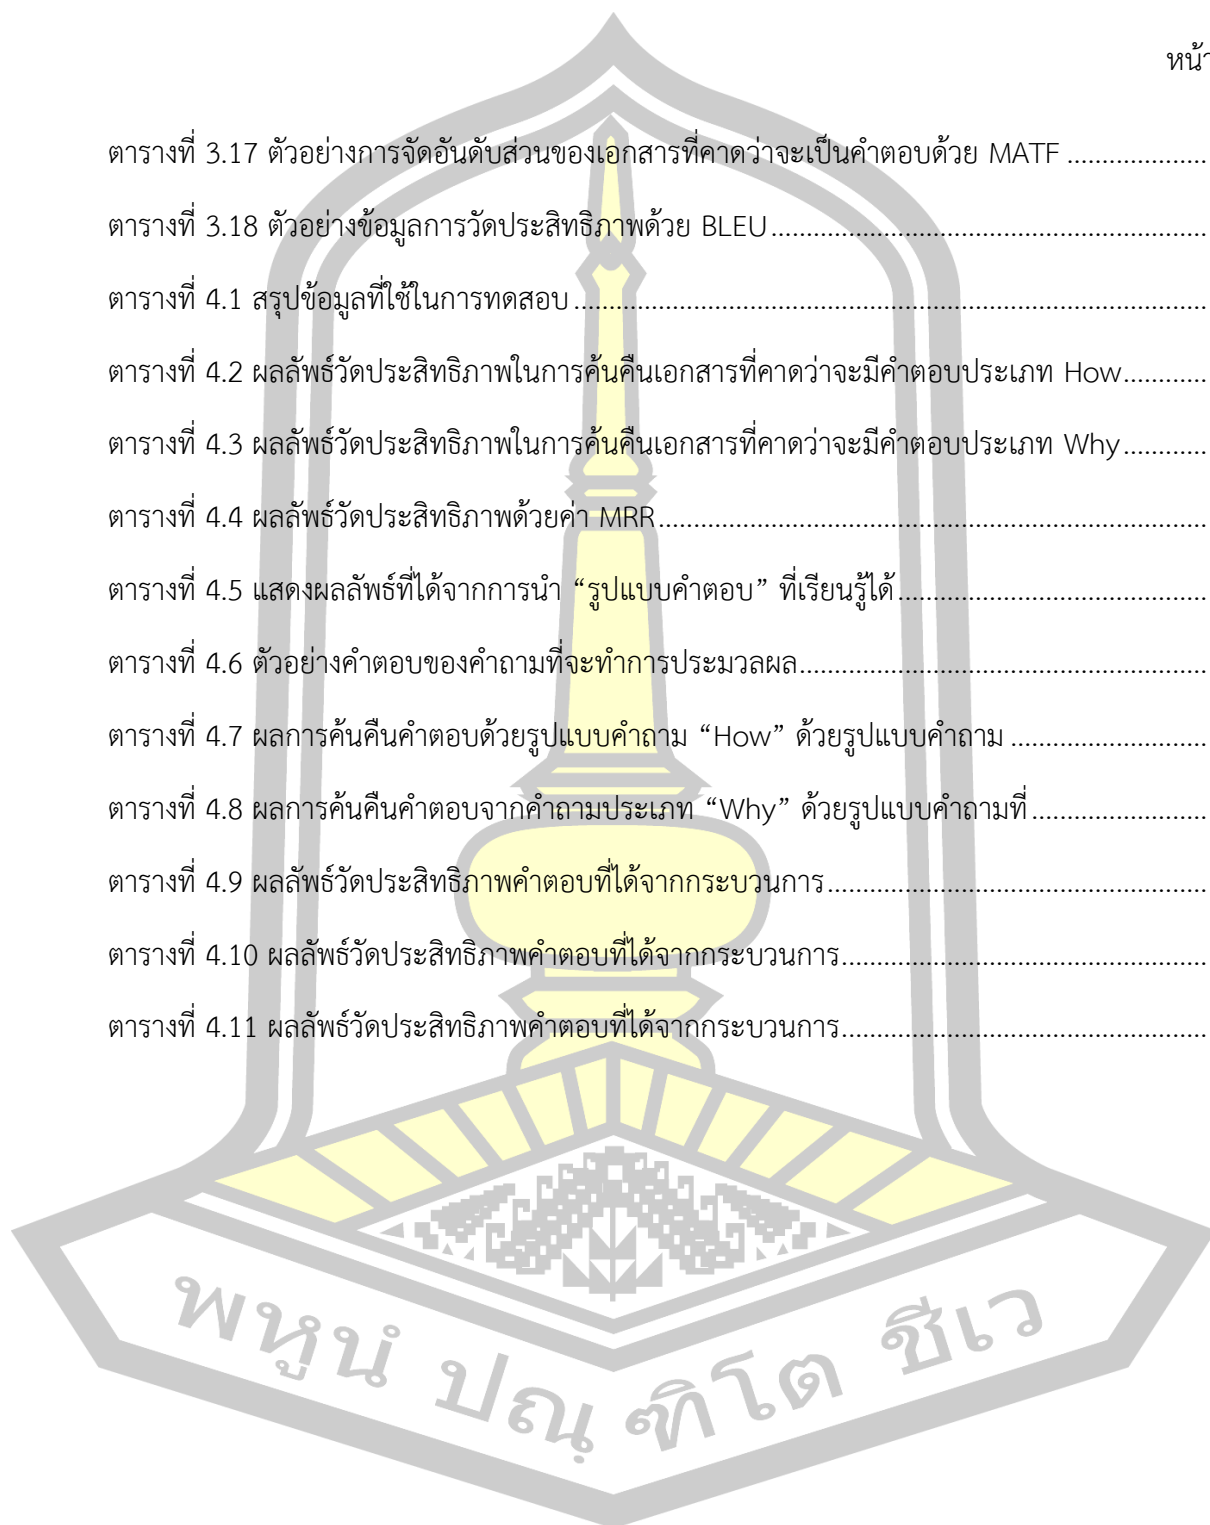 หน้า
ตารางที่ 3.17 ตัวอย่างการจัดอันดับส่วนของเอกสารที่คาดว่าจะเป็นคำตอบด้วย MATF ....................
ตารางที่ 3.18 ตัวอย่างข้อมูลการวัดประสิทธิภาพด้วย BLEU..............................................................
ตารางที่ 4.1 สรุปข้อมูลที่ใช้ในการทดสอบ..........................................................................................
ตารางที่ 4.2 ผลลัพธ์วัดประสิทธิภาพในการค้นคืนเอกสารที่คาดว่าจะมีคำตอบประเภท How............
ตารางที่ 4.3 ผลลัพธ์วัดประสิทธิภาพในการค้นคืนเอกสารที่คาดว่าจะมีคำตอบประเภท Why............
ตารางที่ 4.4 ผลลัพธ์วัดประสิทธิภาพด้วยค่า MRR..............................................................................
ตารางที่ 4.5 แสดงผลลัพธ์ที่ได้จากการนำ “รูปแบบคำตอบ” ที่เรียนรู้ได้............................................
ตารางที่ 4.6 ตัวอย่างคำตอบของคำถามที่จะทำการประมวลผล..........................................................
ตารางที่ 4.7 ผลการค้นคืนคำตอบด้วยรูปแบบคำถาม “How” ด้วยรูปแบบคำถาม ............................
ตารางที่ 4.8 ผลการค้นคืนคำตอบจากคำถามประเภท “Why” ด้วยรูปแบบคำถามที่.........................
ตารางที่ 4.9 ผลลัพธ์วัดประสิทธิภาพคำตอบที่ได้จากกระบวนการ......................................................
ตารางที่ 4.10 ผลลัพธ์วัดประสิทธิภาพคำตอบที่ได้จากกระบวนการ....................................................
ตารางที่ 4.11 ผลลัพธ์วัดประสิทธิภาพคำตอบที่ได้จากกระบวนการ....................................................
พหูนํ ปณฺฑิโต ชีเว